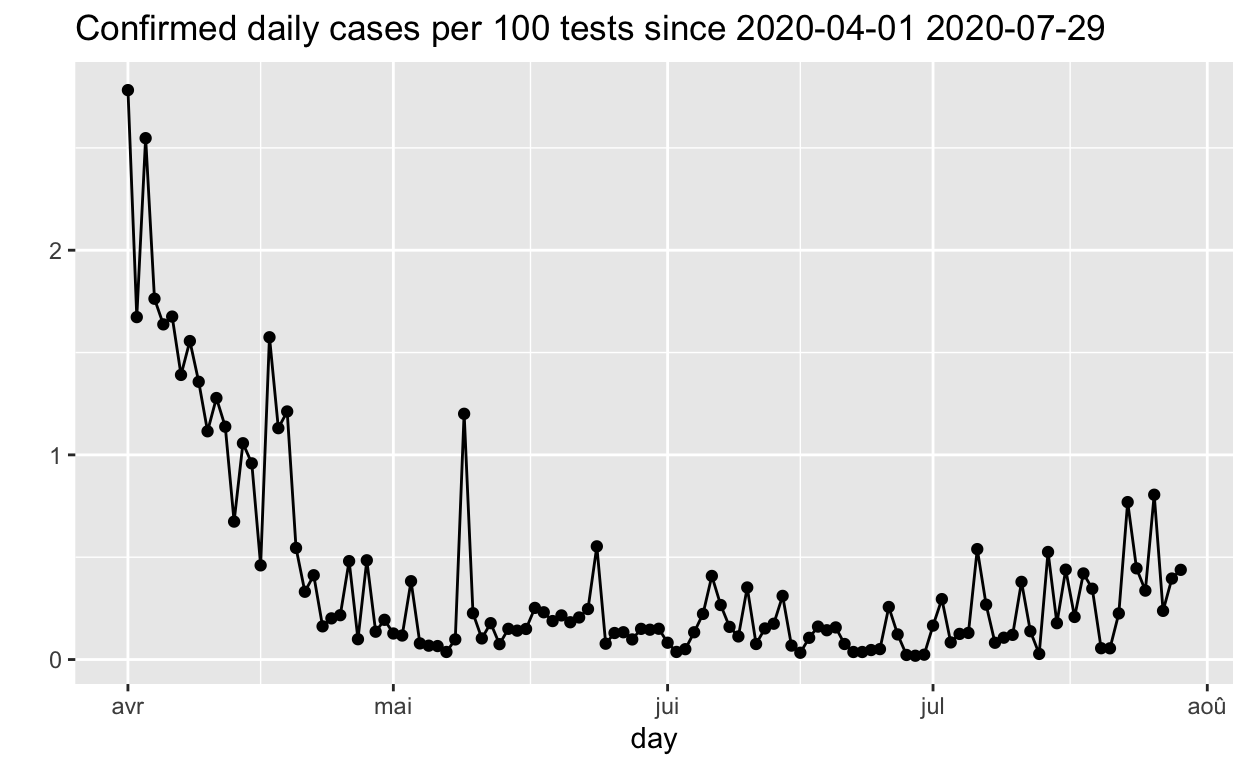 Confirmed daily cases per 100 tests since 2020-04-01 2020-07-29
2
1
0
avr mai jui jul aoû
day